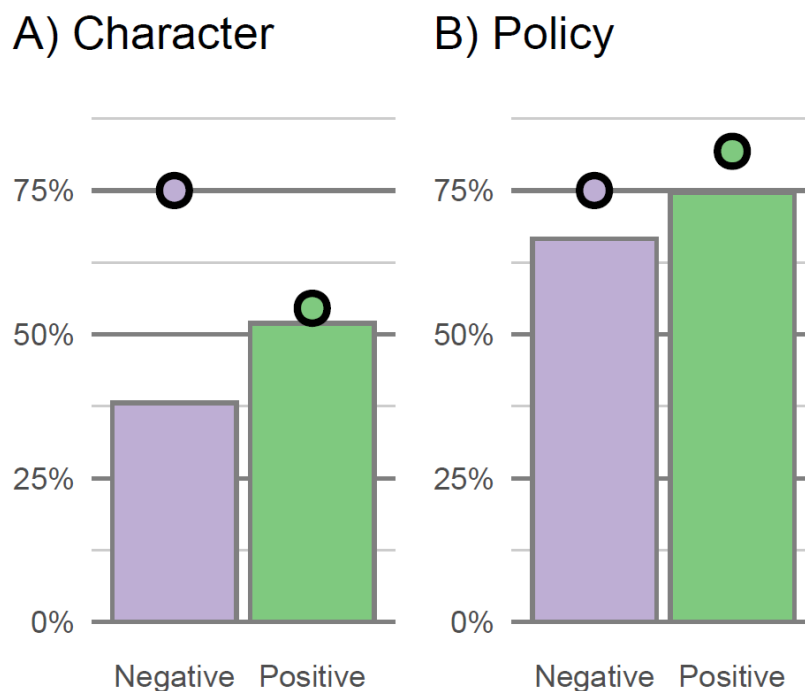 A) Character
75%
50%
25%
0%
Negative Positive
B) Policy
75%
50%
25%
0%
Negative Positive